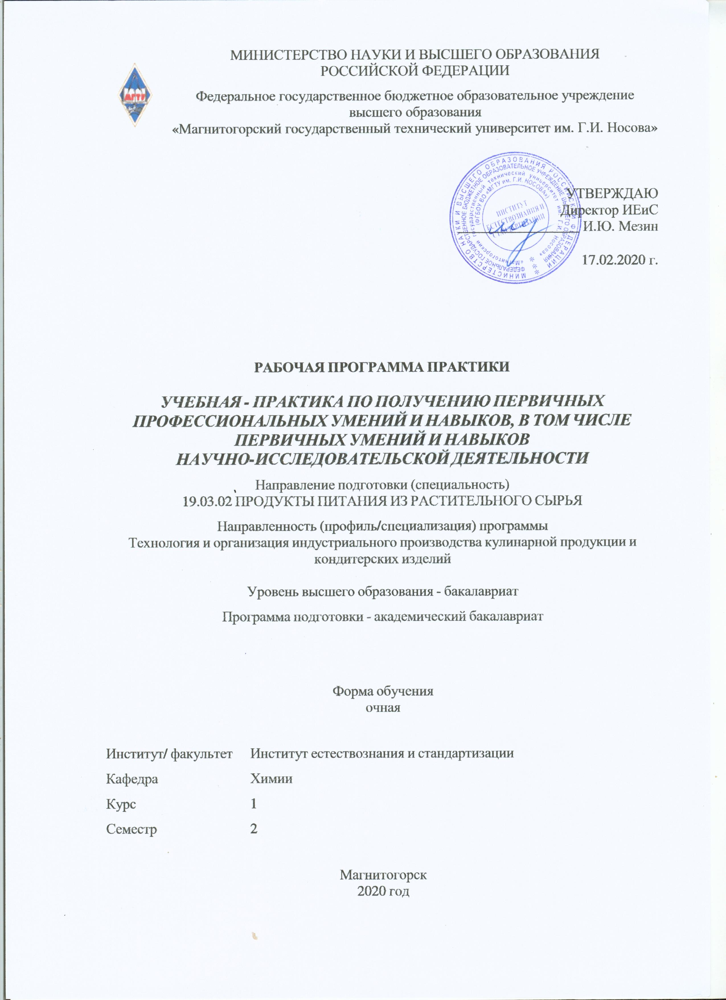 МИНИСТЕРСТВО НАУКИ И ВЫСШЕГО ОБРАЗОВАНИЯ
РОССИЙСКОЙ ФЕДЕРАЦИИ
МГТУ
Федеральное государственное бюджетное образовательное учреждение
высшего образования
«Магнитогорский государственный технический университет им. Г.И. Носова»
МИНИСТЕРСТВО НАУКИ И ВЫСШЕГО ОБРАЗОВАНИЯ РОССИЙСКОЙ ФЕДЕРАЦИИ
ФЕДЕРАЛЬНОЕ ГОСУДАРСТВЕННОЕ БЮДЖЕТНОЕ ОБРАЗОВАТЕЛЬНОЕ УЧРЕЖДЕНИЕ ВЫСШЕГО ОБРАЗОВАНИЯ
«Магнитогорский государственный технический университет им. Г.И. Носова»
(ФГБОУ ВО «МГТУ им. Г.И. НОСОВА»)
ИНСТИТУТ
ЕСТЕСТВОЗНАНИЯ И
СТАНДАРТИЗАЦИИ
УТВЕРЖДАЮ
Директор ИЕиС
И.Ю. Мезин
17.02.2020 г.
РАБОЧАЯ ПРОГРАММА ПРАКТИКИ
УЧЕБНАЯ - ПРАКТИКА ПО ПОЛУЧЕНИЮ ПЕРВИЧНЫХ
ПРОФЕССИОНАЛЬНЫХ УМЕНИЙ И НАВЫКОВ, В ТОМ ЧИСЛЕ
ПЕРВИЧНЫХ УМЕНИЙ И НАВЫКОВ
НАУЧНО-ИССЛЕДОВАТЕЛЬСКОЙ ДЕЯТЕЛЬНОСТИ
Направление подготовки (специальность)
19.03.02 ПРОДУКТЫ ПИТАНИЯ ИЗ РАСТИТЕЛЬНОГО СЫРЬЯ
Направленность (профиль/специализация) программы
Технология и организация индустриального производства кулинарной продукции и
кондитерских изделий
Уровень высшего образования - бакалавриат
Программа подготовки - академический бакалавриат
Форма обучения
очная
Институт/ факультет Институт естествознания и стандартизации
Кафедра Химии
Курс 1
Семестр 2
Магнитогорск
2020 год